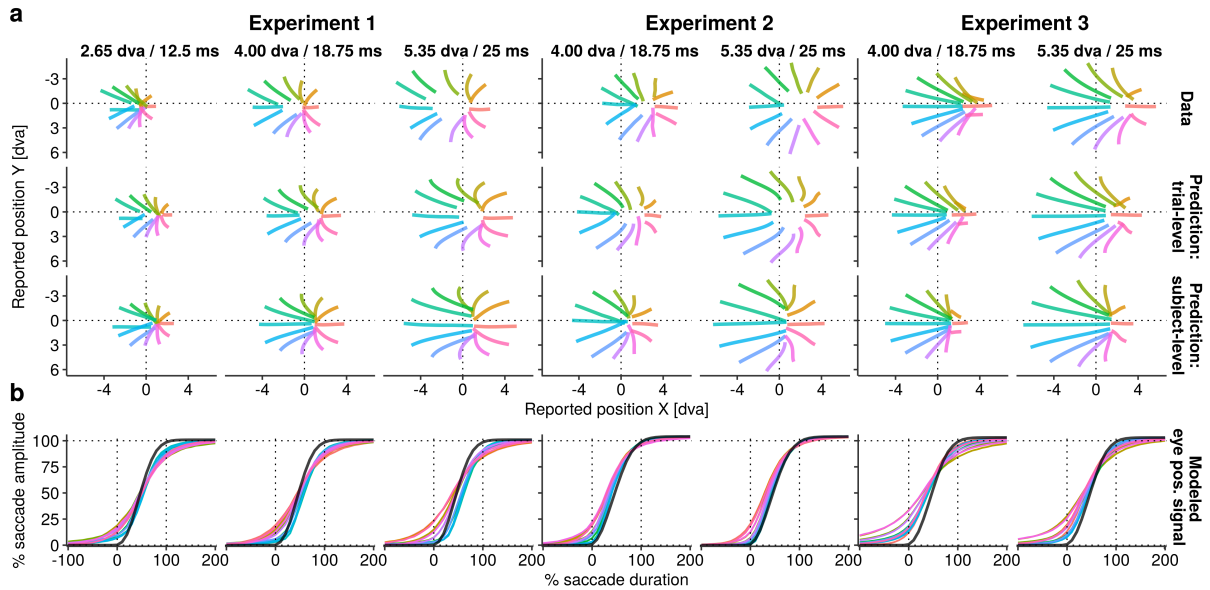 a
Experiment 1
Experiment 2
Experiment 3
2.65 dva / 12.5 ms
4.00 dva / 18.75 ms
5.35 dva / 25 ms
4.00 dva / 18.75 ms
5.35 dva / 25 ms
4.00 dva / 18.75 ms
5.35 dva / 25 ms
Reported position Y [dva]
-3
0
3
6
Data
-3
0
3
6
Prediction:
trial-level
-3
0
3
6
Prediction:
subject-level
-4 0 4
-4 0 4
-4 0 4
-4 0 4
-4 0 4
-4 0 4
-4 0 4
Reported position X [dva]
b
% saccade amplitude
100
75
50
25
0
Modeled
eye pos. signal
-100 0 100 200
0 100 200
0 100 200
0 100 200
0 100 200
0 100 200
0 100 200
% saccade duration